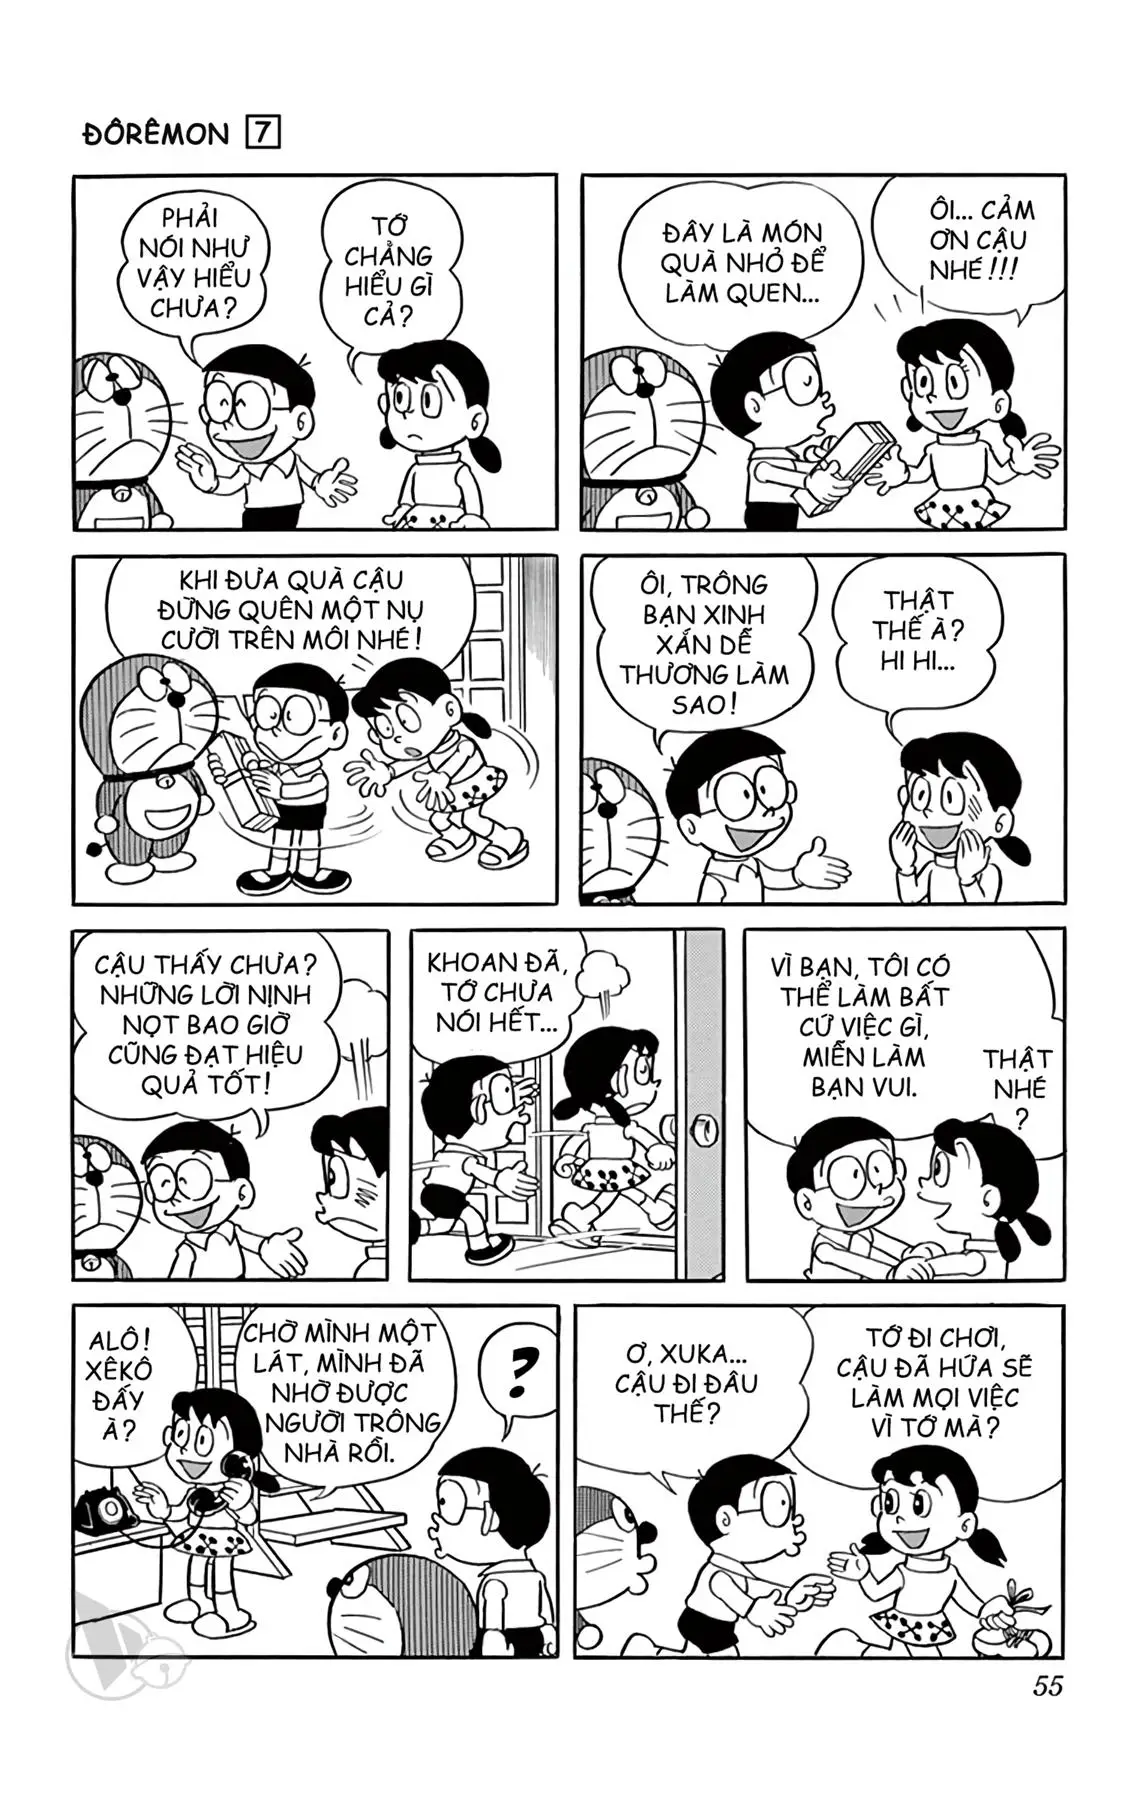 ĐÔRÊMON 7
PHẢI
NÓI NHƯ
VẬY HIỂU
CHƯA?
TỚ
CHẲNG
HIỂU GÌ
CẢ?
ĐÂY LÀ MÓN
QUÀ NHỎ ĐỂ
LÀM QUEN...
ÔI... CẢM
ƠN CẬU
NHÉ!!!
KHI ĐƯA QUÀ CẬU
ĐỪNG QUÊN MỘT NỤ
CƯỜI TRÊN MÔI NHÉ!
ÔI, TRÔNG
BẠN XINH
XẮN DỄ
THƯƠNG LÀM
SAO!
THẬT
THẾ À?
HI HI...
CẬU THẤY CHƯA?
NHỮNG LỜI NỊNH
NỌT BAO GIỜ
CŨNG ĐẠT HIỆU
QUẢ TỐT!
KHOAN ĐÃ,
TỚ CHƯA
NÓI HẾT...
VÌ BẠN, TÔI CÓ
THỂ LÀM BẤT
CỨ VIỆC GÌ,
MIỄN LÀM
BẠN VUI.
THẬT
NHÉ
?
ALÔ!
XÊKÔ
ĐẤY
À?
CHỜ MÌNH MỘT
LÁT, MÌNH ĐÃ
NHỜ ĐƯỢC
NGƯỜI TRÔNG
NHÀ RỒI.
?
Ơ, XUKA...
CẬU ĐI ĐÂU
THẾ?
TỚ ĐI CHƠI,
CẬU ĐÃ HỨA SẼ
LÀM MỌI VIỆC
VÌ TỚ MÀ?
55